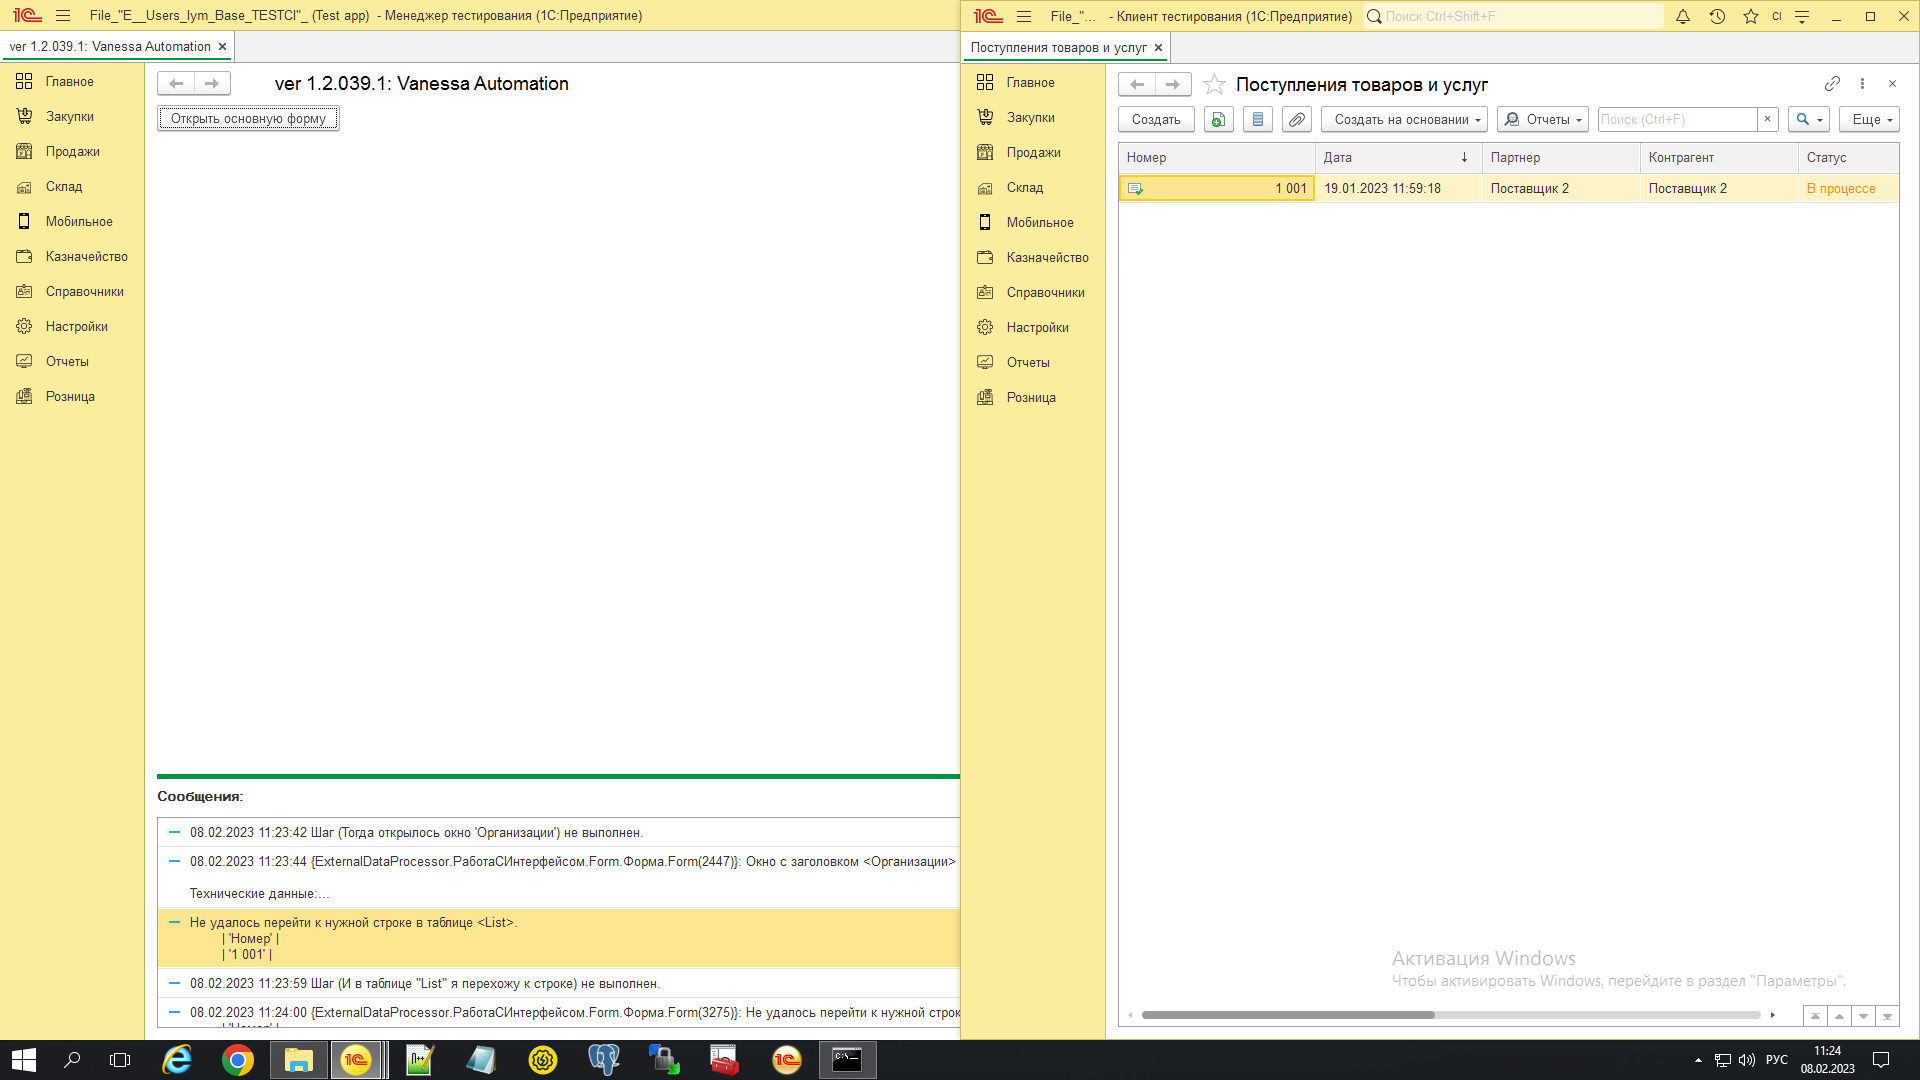 File_"E__Users_lym_Base_TESTCI"_ (Test app) - Менеджер тестирования (1С:Предприятие)
ver 1.2.039.1: Vanessa Automation ×
Главное
Закупки
Продажи
Склад
Мобильное
Казначейство
Справочники
Настройки
Отчеты
Розница
ver 1.2.039.1: Vanessa Automation
Открыть основную форму
Сообщения:
08.02.2023 11:23:42 Шаг (Тогда открылось окно 'Организации') не выполнен.
08.02.2023 11:23:44 {ExternalDataProcessor.РаботаСИнтерфейсом.Form.Форма.Form(2447)}: Окно с заголовком <Организации>
Технические данные:...
Не удалось перейти к нужной строке в таблице <List>.
| 'Номер' |
| '1 001' |
08.02.2023 11:23:59 Шаг (И в таблице "List" я перехожу к строке) не выполнен.
08.02.2023 11:24:00 {ExternalDataProcessor.РаботаСИнтерфейсом.Form.Форма.Form(3275)}: Не удалось перейти к нужной строк
| 'Номер' |
File_"... - Клиент тестирования (1С:Предприятие)
Поиск Ctrl+Shift+F
CI
Поступления товаров и услуг ×
Главное
Закупки
Продажи
Склад
Мобильное
Казначейство
Справочники
Настройки
Отчеты
Розница
Поступления товаров и услуг
Создать
Создать на основании
Отчеты
Поиск (Ctrl+F)
×
Еще
Номер Дата ↓ Партнер Контрагент Статус
1 001 19.01.2023 11:59:18 Поставщик 2 Поставщик 2 В процессе
Активация Windows
Чтобы активировать Windows, перейдите в раздел "Параметры".
РУС
11:24
08.02.2023